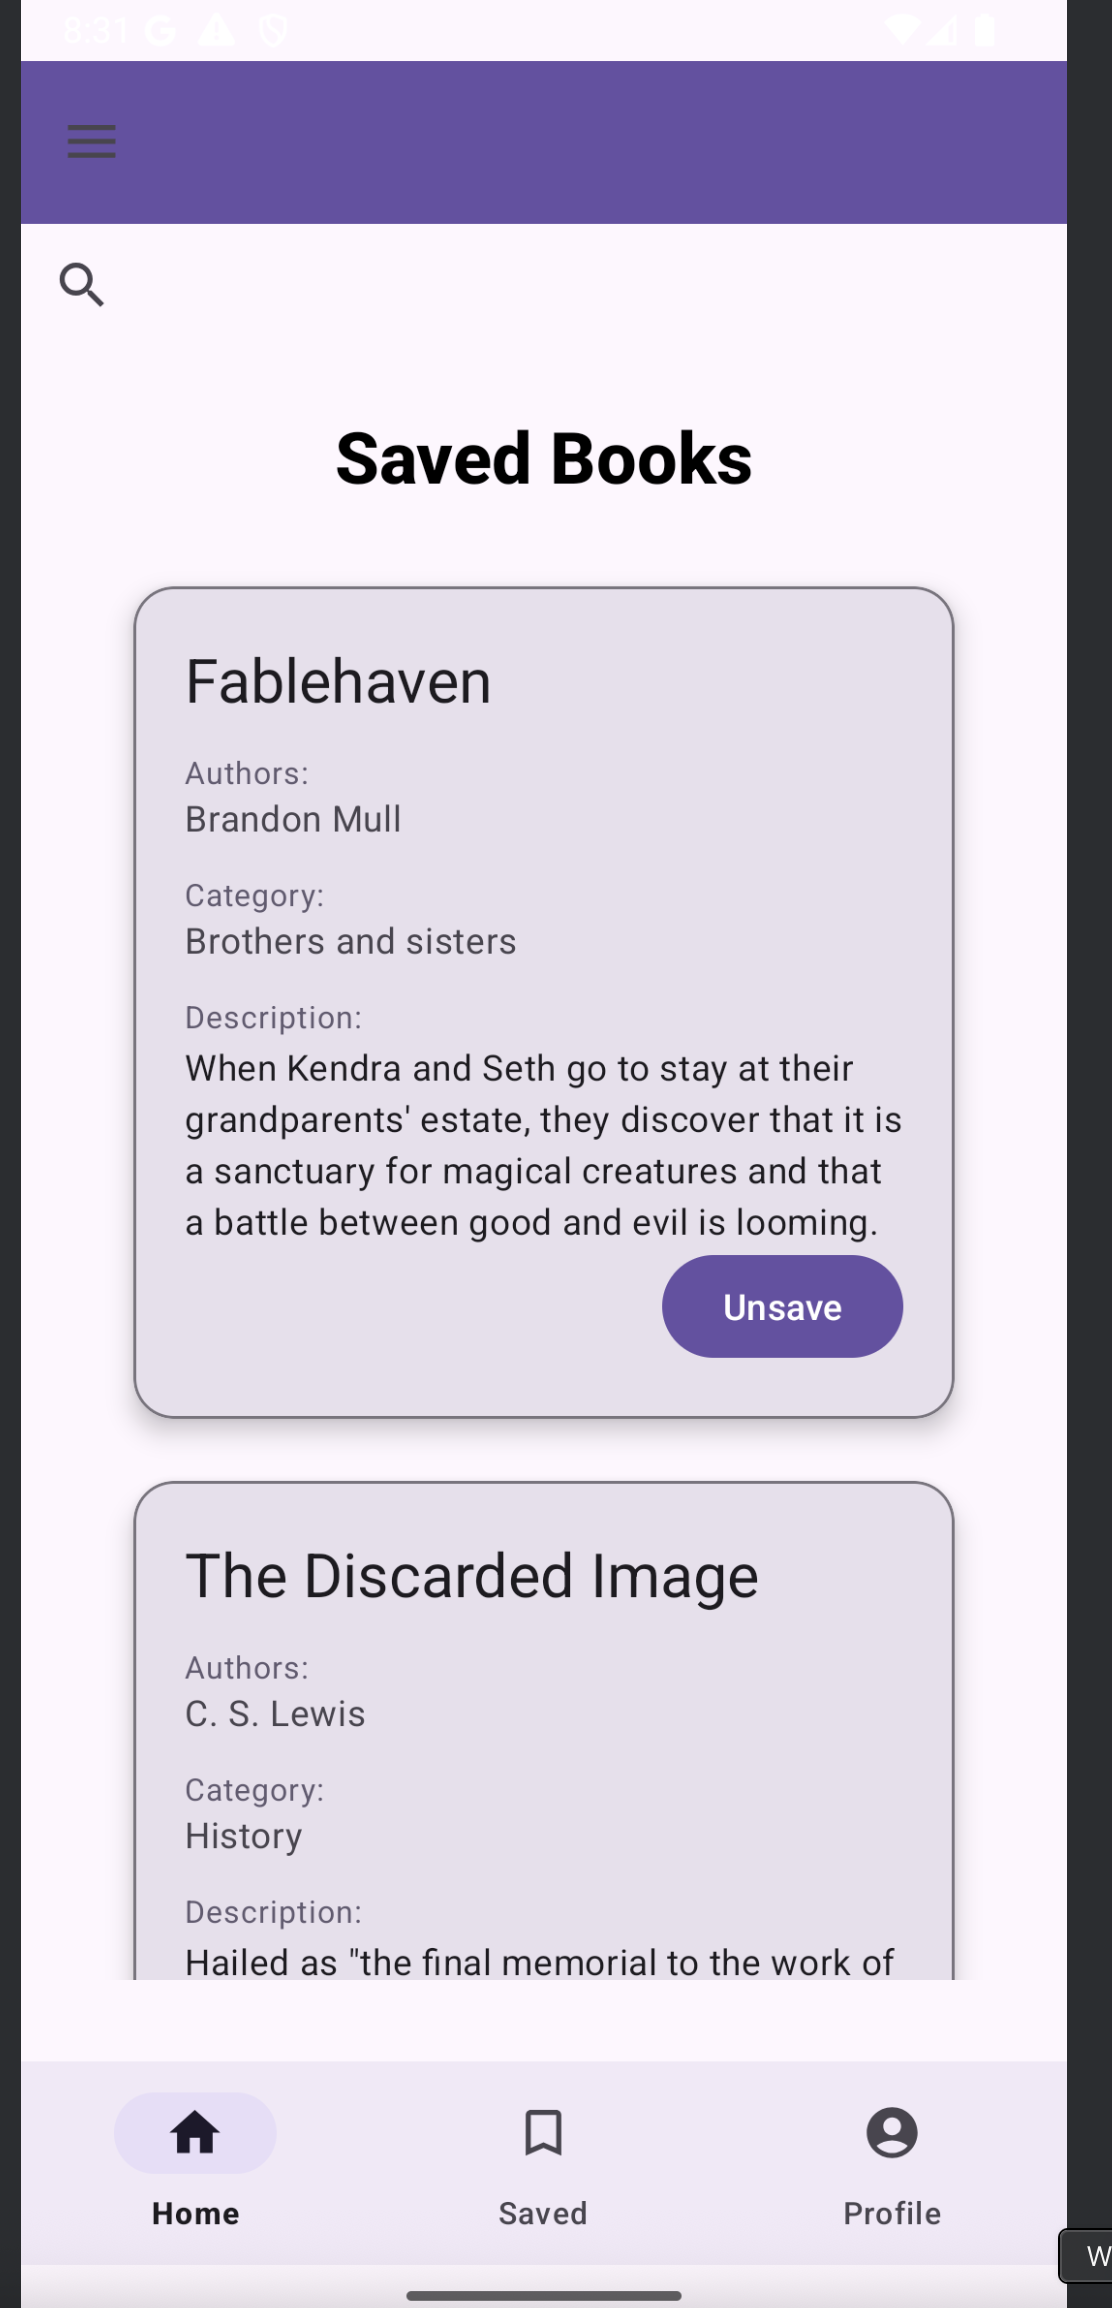 8:31
Saved Books
Fablehaven
Authors:
Brandon Mull
Category:
Brothers and sisters
Description:
When Kendra and Seth go to stay at their
grandparents' estate, they discover that it is
a sanctuary for magical creatures and that
a battle between good and evil is looming.
Unsave
The Discarded Image
Authors:
C. S. Lewis
Category:
History
Description:
Hailed as "the final memorial to the work of
Home
Saved
Profile
W